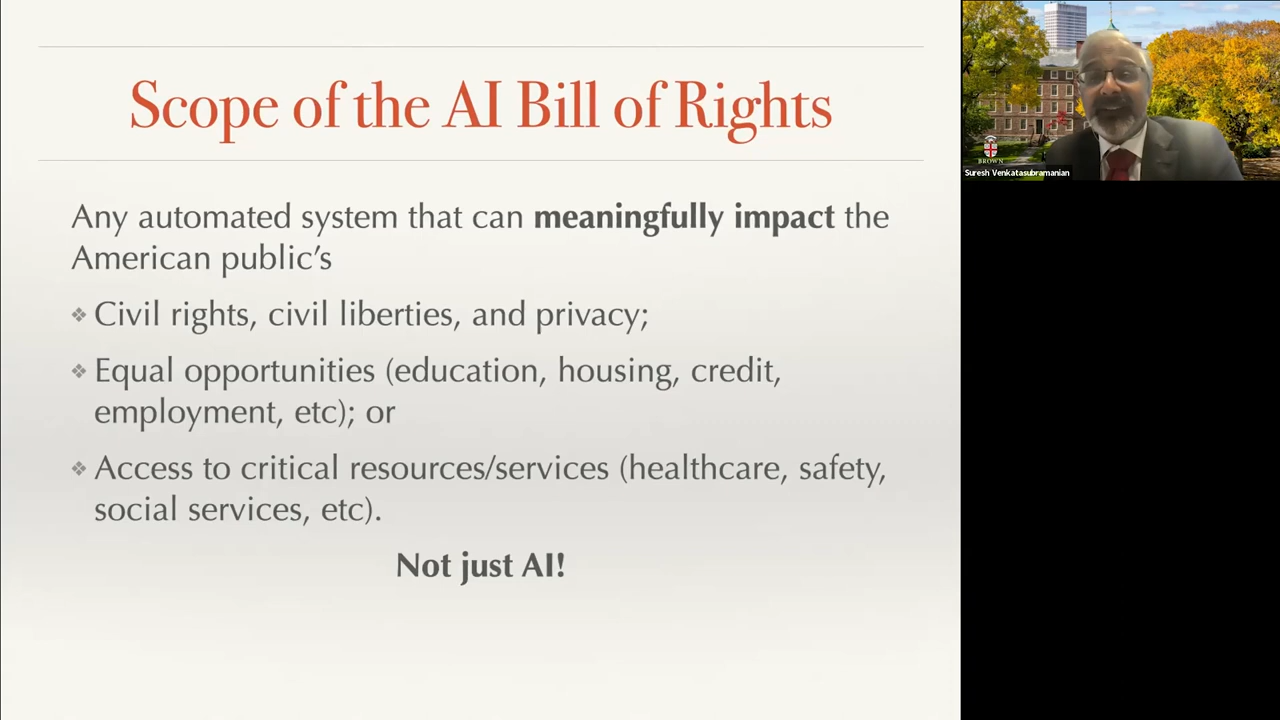 Scope of the AI Bill of Rights
Any automated system that can meaningfully impact the
American public’s
❖ Civil rights, civil liberties, and privacy;
❖ Equal opportunities (education, housing, credit,
employment, etc); or
❖ Access to critical resources/services (healthcare, safety,
social services, etc).
Not just AI!
BROWN
Suresh Venkatasubramanian